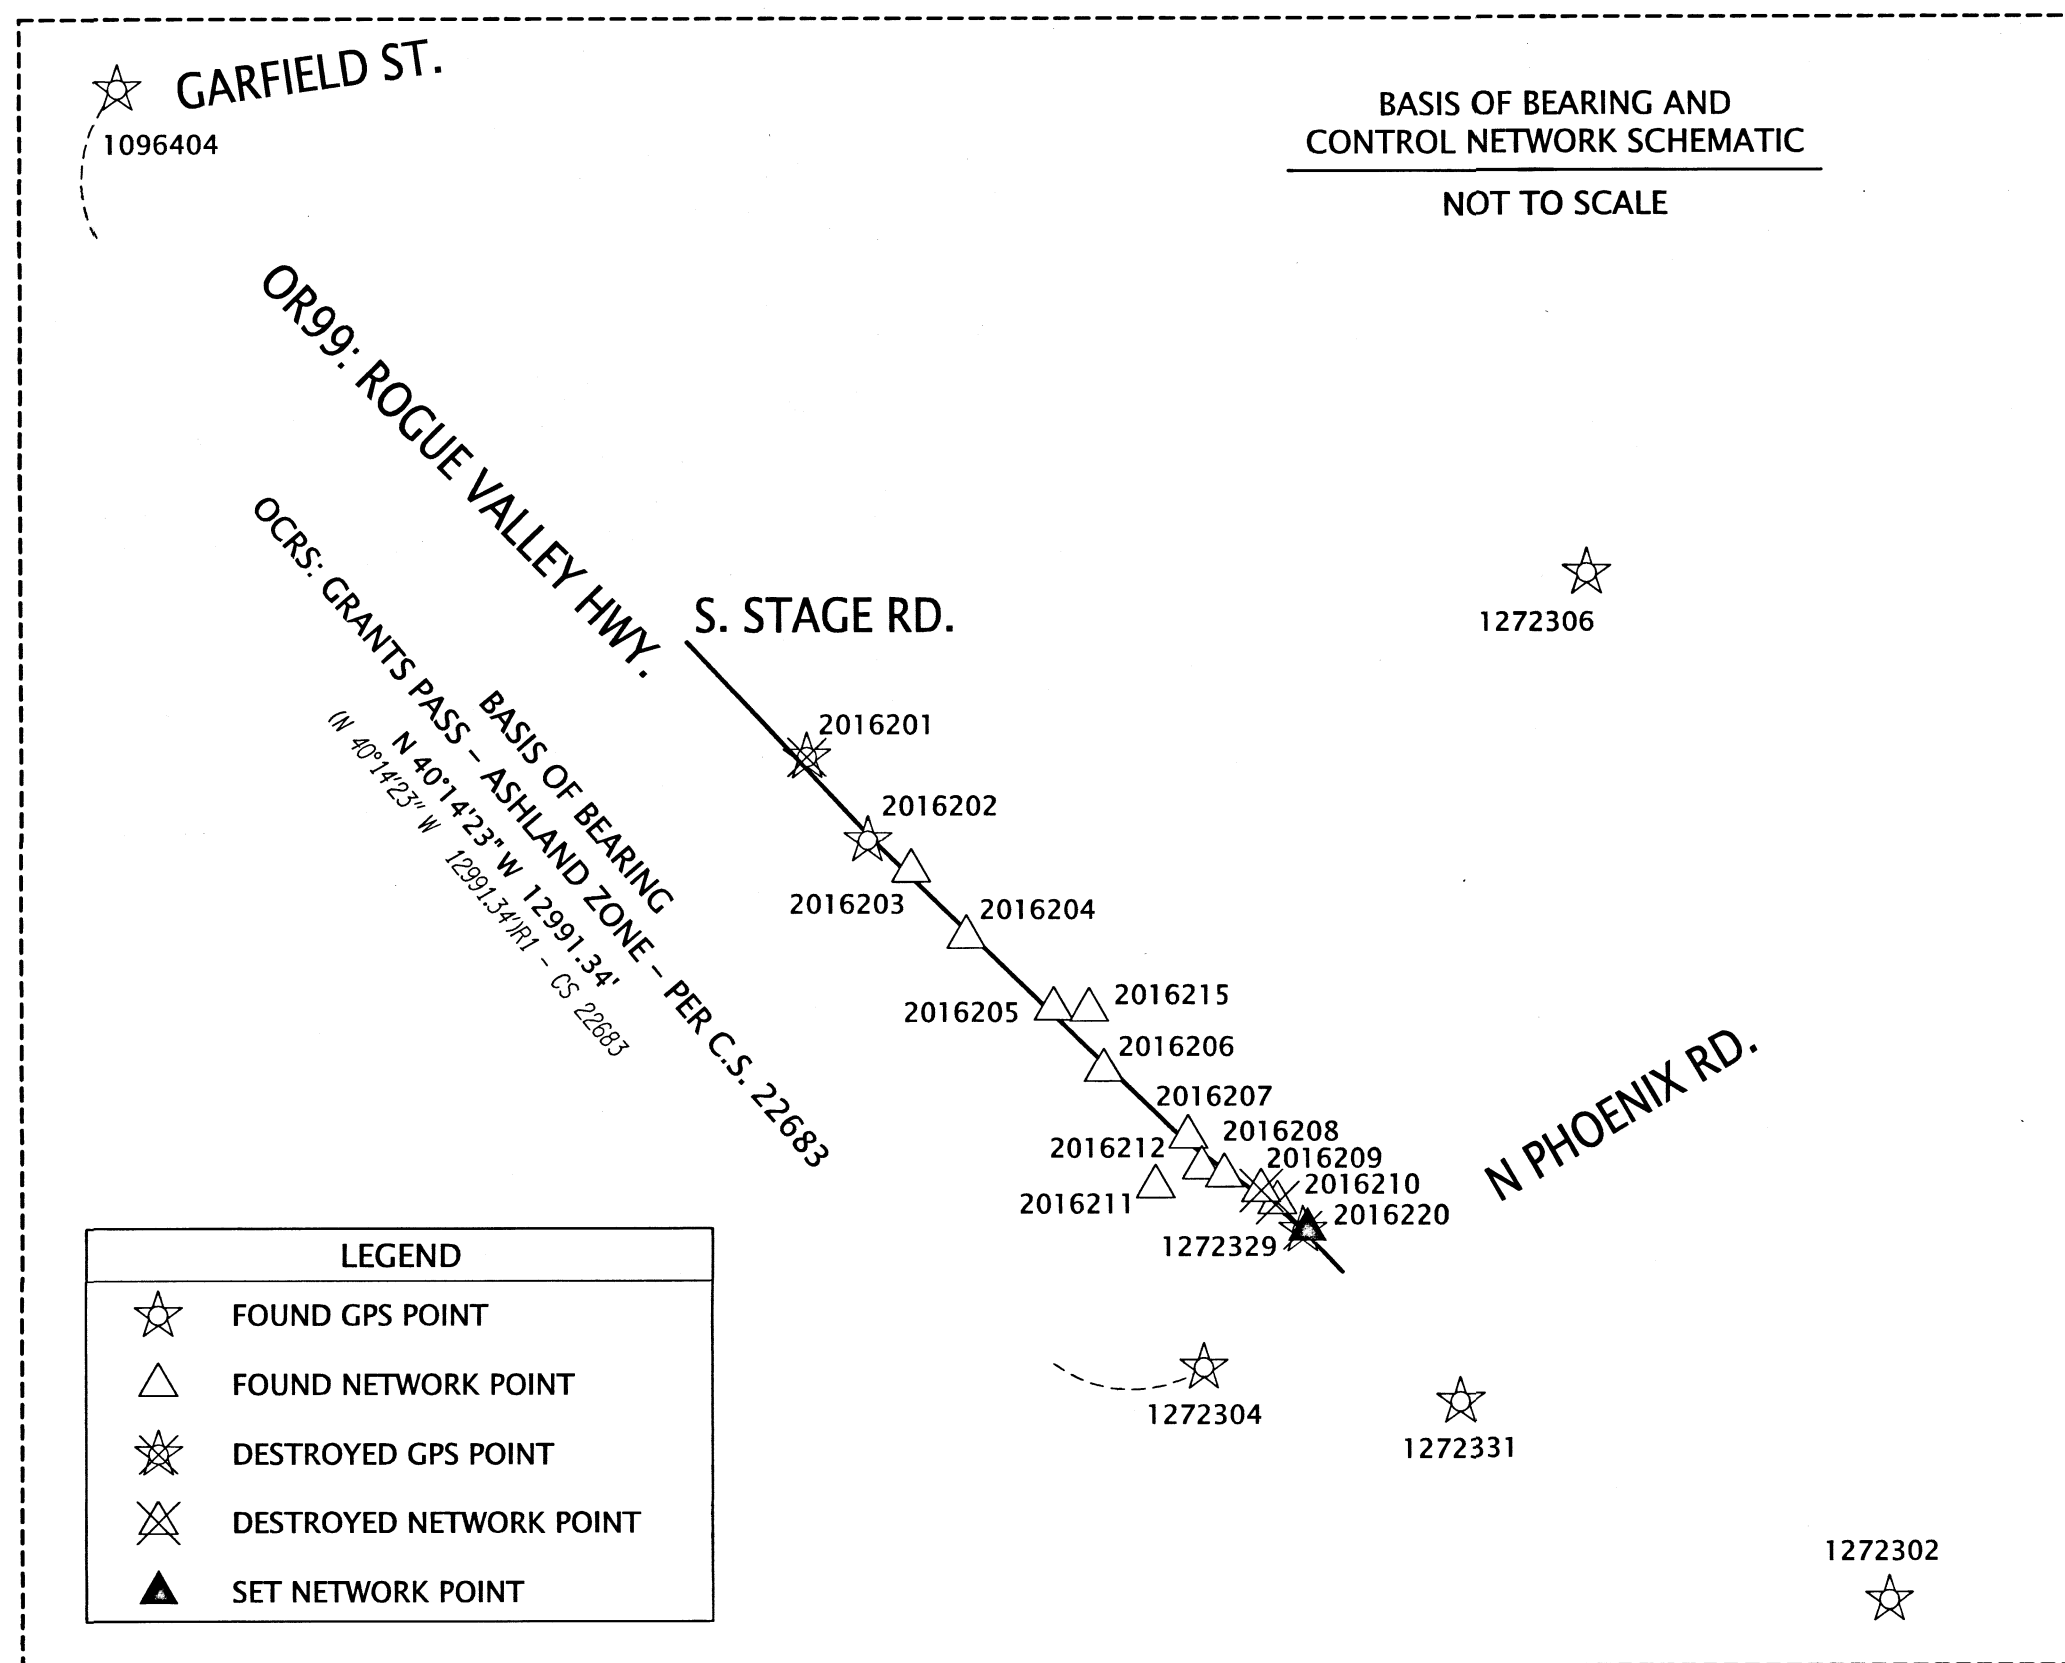 GARFIELD ST.
1096404
BASIS OF BEARING AND
CONTROL NETWORK SCHEMATIC
NOT TO SCALE
OR99: ROGUE VALLEY HWY.
S. STAGE RD.
1272306
BASIS OF BEARING
OCRS: GRANTS PASS – ASHLAND ZONE – PER C.S. 22683
N 40°14'23" W 12991.34'
(N 40°14'23" W 12991.34')R1 - CS 22683
2016201
2016202
2016203
2016204
2016205
2016215
2016206
2016207
2016208
2016212
2016209
2016210
2016211
2016220
1272329
N PHOENIX RD.
1272304
1272331
1272302
LEGEND
FOUND GPS POINT
FOUND NETWORK POINT
DESTROYED GPS POINT
DESTROYED NETWORK POINT
SET NETWORK POINT